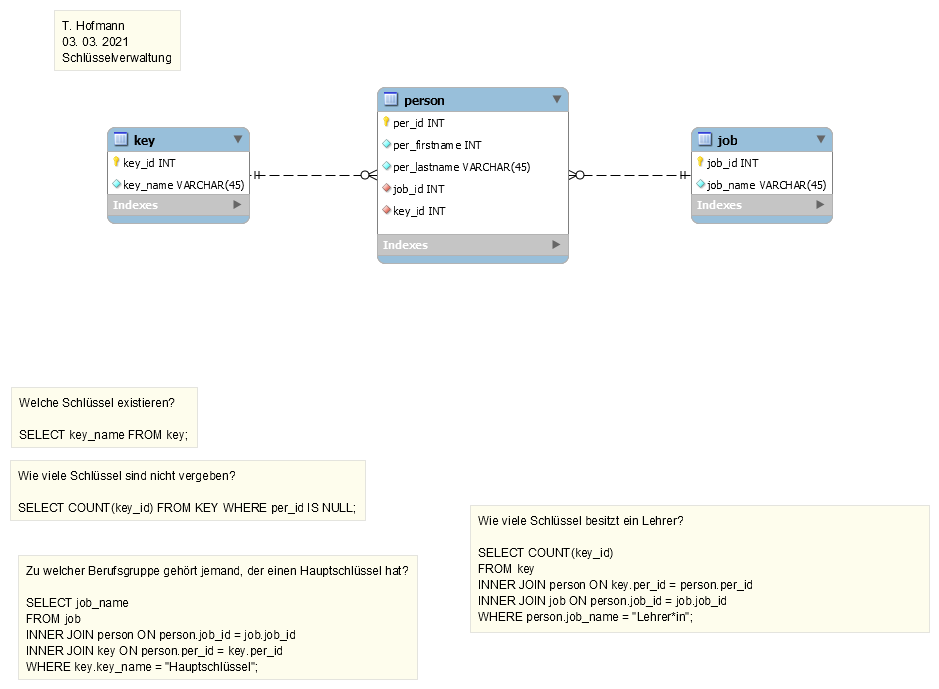 T. Hofmann
03. 03. 2021
Schlüsselverwaltung
key
key_id INT
key_name VARCHAR(45)
Indexes
person
per_id INT
per_firstname INT
per_lastname VARCHAR(45)
job_id INT
key_id INT
Indexes
job
job_id INT
job_name VARCHAR(45)
Indexes
Welche Schlüssel existieren?
SELECT key_name FROM key;
Wie viele Schlüssel sind nicht vergeben?
SELECT COUNT(key_id) FROM KEY WHERE per_id IS NULL;
Zu welcher Berufsgruppe gehört jemand, der einen Hauptschlüssel hat?
SELECT job_name
FROM job
INNER JOIN person ON person.job_id = job.job_id
INNER JOIN key ON person.per_id = key.per_id
WHERE key.key_name = "Hauptschlüssel";
Wie viele Schlüssel besitzt ein Lehrer?
SELECT COUNT(key_id)
FROM key
INNER JOIN person ON key.per_id = person.per_id
INNER JOIN job ON person.job_id = job.job_id
WHERE person.job_name = "Lehrer*in";